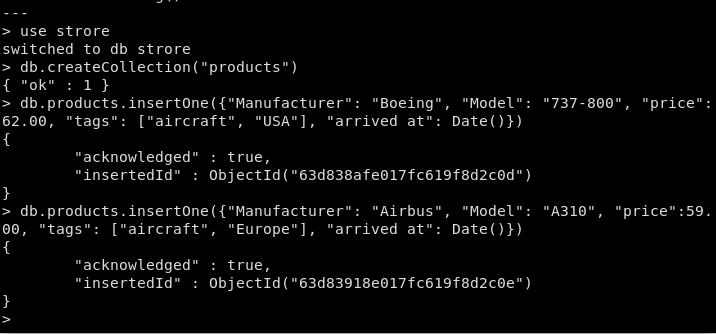 ---
> use strore
switched to db strore
> db.createCollection("products")
{ "ok" : 1 }
> db.products.insertOne({"Manufacturer": "Boeing", "Model": "737-800", "price":
62.00, "tags": ["aircraft", "USA"], "arrived at": Date()})
{
        "acknowledged" : true,
        "insertedId" : ObjectId("63d838afe017fc619f8d2c0d")
}
> db.products.insertOne({"Manufacturer": "Airbus", "Model": "A310", "price":59.
00, "tags": ["aircraft", "Europe"], "arrived at": Date()})
{
        "acknowledged" : true,
        "insertedId" : ObjectId("63d83918e017fc619f8d2c0e")
}
>